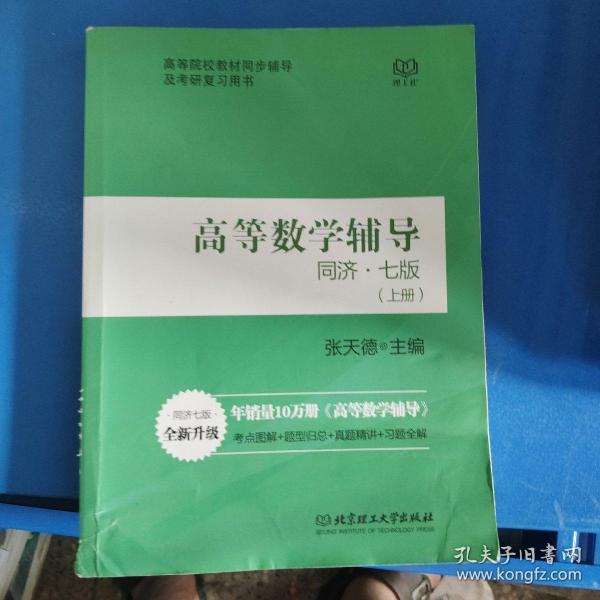 高等院校教材同步辅导
及考研复习用书
理工社
高等数学辅导
同济·七版
(上册)
张天德◎主编
·同济七版·
全新升级
年销量10万册《高等数学辅导》
考点图解+题型归总+真题精讲+习题全解
北京理工大学出版社
BEIJING INSTITUTE OF TECHNOLOGY PRESS
孔夫子旧书网
www.kongfz.com